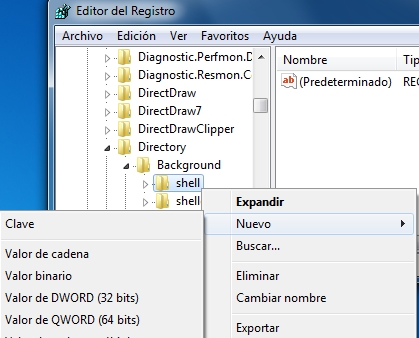 Editor del Registro
Archivo Edición Ver Favoritos Ayuda
Diagnostic.Perfmon.D
Diagnostic.Resmon.C
DirectDraw
DirectDraw7
DirectDrawClipper
Directory
Background
shell
shell
Nombre
ab (Predeterminado) REG
Expandir
Nuevo
Buscar...
Eliminar
Cambiar nombre
Exportar
Clave
Valor de cadena
Valor binario
Valor de DWORD (32 bits)
Valor de QWORD (64 bits)